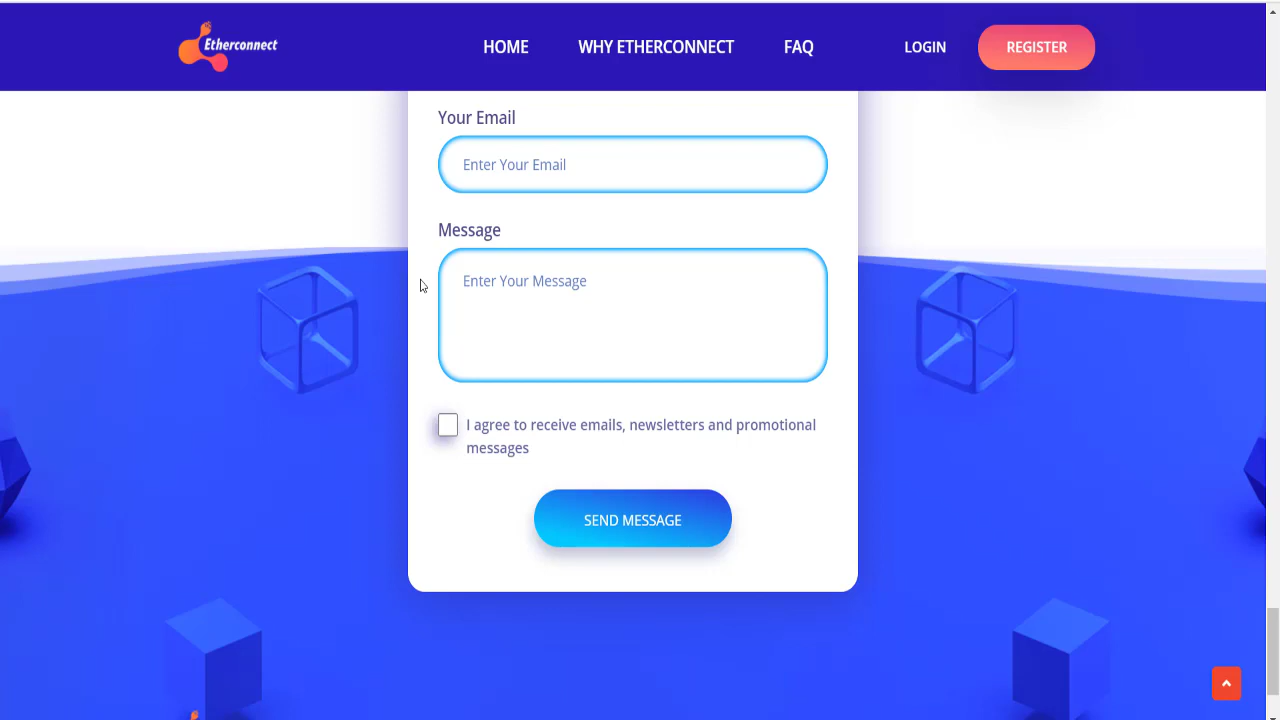 Etherconnect
HOME
WHY ETHERCONNECT
FAQ
LOGIN
REGISTER
Your Email
Enter Your Email
Message
Enter Your Message
I agree to receive emails, newsletters and promotional
messages
SEND MESSAGE